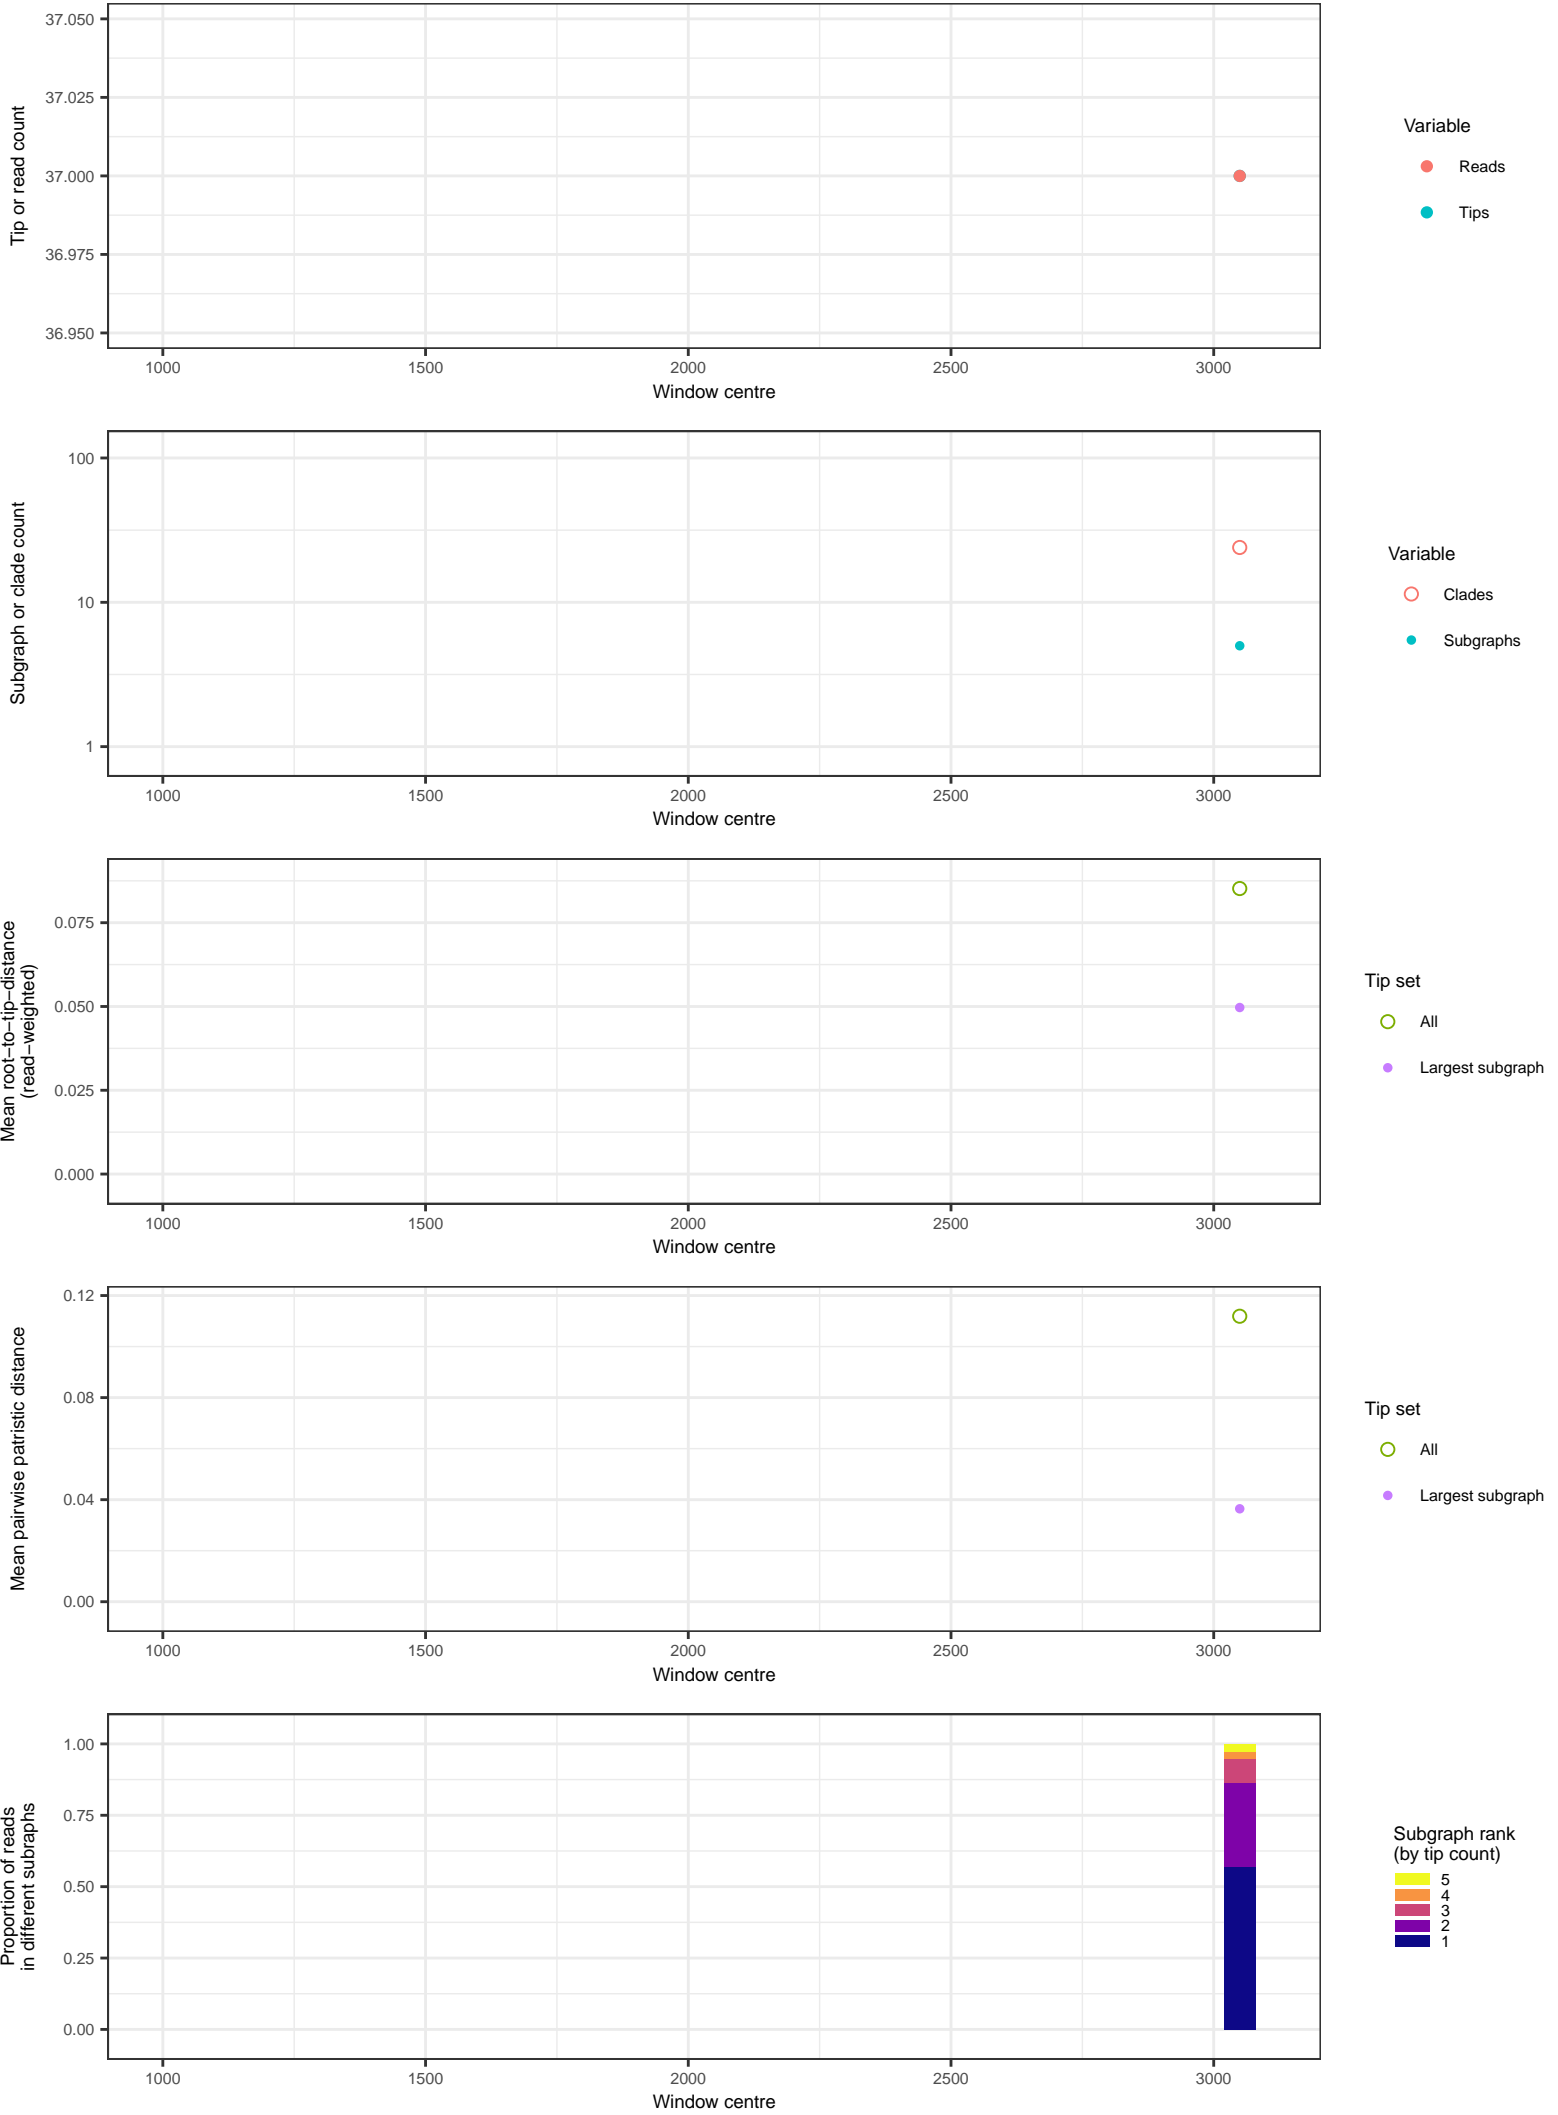 37.050
37.025
37.000
36.975
36.950
Tip or read count
1000 1500 2000 2500 3000
Window centre
Variable
Reads
Tips
100
10
1
Subgraph or clade count
1000 1500 2000 2500 3000
Window centre
Variable
Clades
Subgraphs
0.075
0.050
0.025
0.000
Mean root−to−tip−distance
(read−weighted)
1000 1500 2000 2500 3000
Window centre
Tip set
All
Largest subgraph
0.12
0.08
0.04
0.00
Mean pairwise patristic distance
1000 1500 2000 2500 3000
Window centre
Tip set
All
Largest subgraph
1.00
0.75
0.50
0.25
0.00
Proportion of reads
in different subraphs
1000 1500 2000 2500 3000
Window centre
Subgraph rank
(by tip count)
5
4
3
2
1